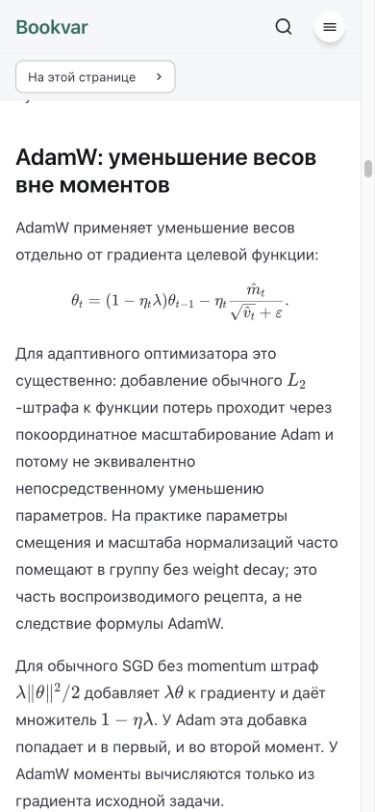 Bookvar
На этой странице
AdamW: уменьшение весов
вне моментов
AdamW применяет уменьшение весов
отдельно от градиента целевой функции:
θ_t = (1 − η_tλ)θ_{t−1} − η_t m̂_t / (√v̂_t + ε).
Для адаптивного оптимизатора это
существенно: добавление обычного L₂
-штрафа к функции потерь проходит через
покоординатное масштабирование Adam и
потому не эквивалентно
непосредственному уменьшению
параметров. На практике параметры
смещения и масштаба нормализаций часто
помещают в группу без weight decay; это
часть воспроизводимого рецепта, а не
следствие формулы AdamW.
Для обычного SGD без momentum штраф
λ‖θ‖²/2 добавляет λθ к градиенту и даёт
множитель 1 − ηλ. У Adam эта добавка
попадает и в первый, и во второй момент. У
AdamW моменты вычисляются только из
градиента исходной задачи.